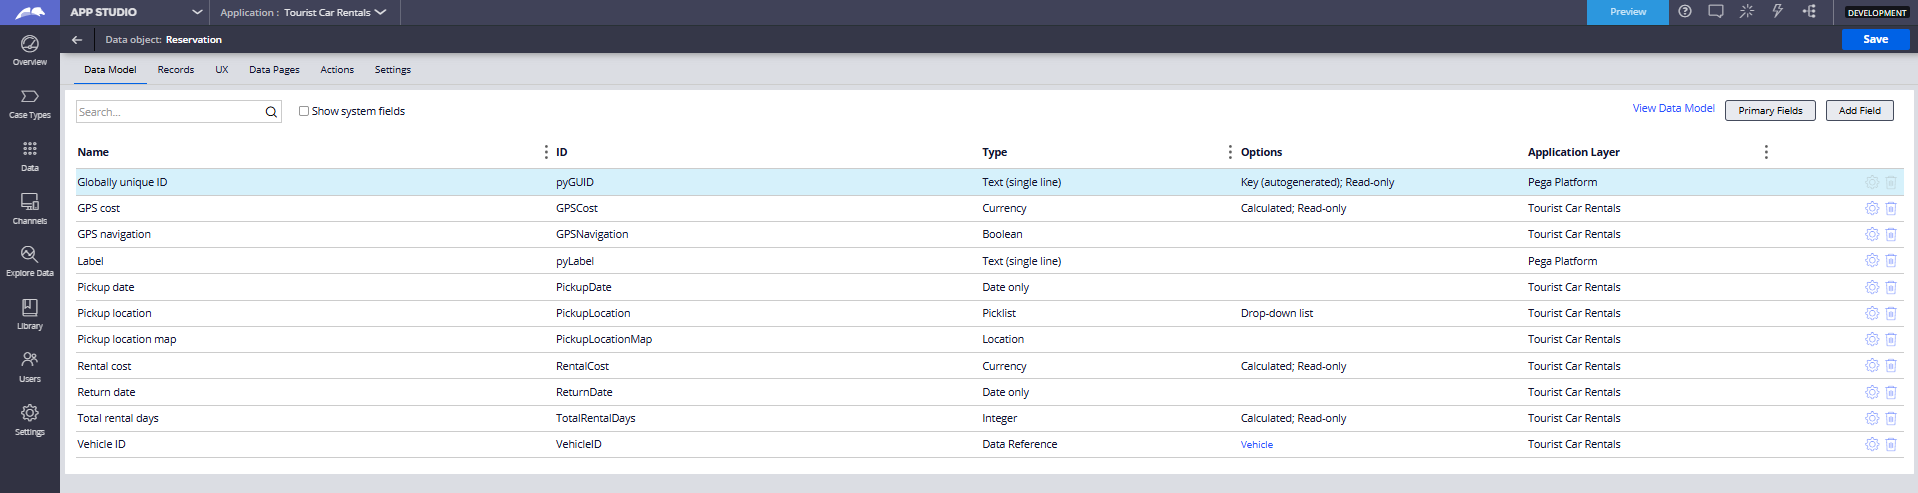 APP STUDIO Application : Tourist Car Rentals Preview DEVELOPMENT
Data object: Reservation Save
Overview
Case Types
Data
Channels
Explore Data
Library
Users
Settings
Data Model Records UX Data Pages Actions Settings
Search... Show system fields View Data Model Primary Fields Add Field
Name ID Type Options Application Layer
Globally unique ID pyGUID Text (single line) Key (autogenerated); Read-only Pega Platform
GPS cost GPSCost Currency Calculated; Read-only Tourist Car Rentals
GPS navigation GPSNavigation Boolean Tourist Car Rentals
Label pyLabel Text (single line) Pega Platform
Pickup date PickupDate Date only Tourist Car Rentals
Pickup location PickupLocation Picklist Drop-down list Tourist Car Rentals
Pickup location map PickupLocationMap Location Tourist Car Rentals
Rental cost RentalCost Currency Calculated; Read-only Tourist Car Rentals
Return date ReturnDate Date only Tourist Car Rentals
Total rental days TotalRentalDays Integer Calculated; Read-only Tourist Car Rentals
Vehicle ID VehicleID Data Reference Vehicle Tourist Car Rentals